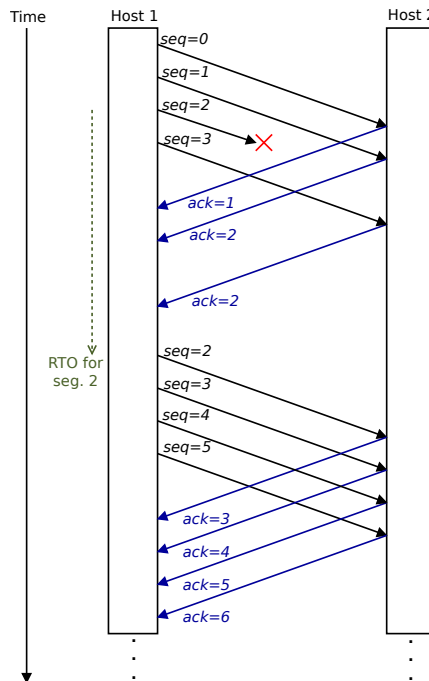 Time
Host 1
Host 2
seq=0
seq=1
seq=2
seq=3
ack=1
ack=2
ack=2
RTO for
seg. 2
seq=2
seq=3
seq=4
seq=5
ack=3
ack=4
ack=5
ack=6